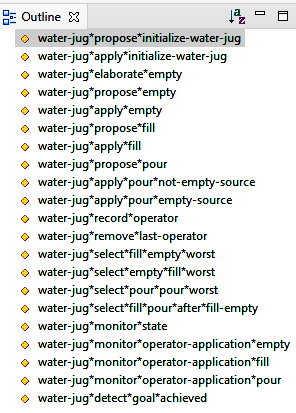 Outline
water-jug*propose*initialize-water-jug
water-jug*apply*initialize-water-jug
water-jug*elaborate*empty
water-jug*propose*empty
water-jug*apply*empty
water-jug*propose*fill
water-jug*apply*fill
water-jug*propose*pour
water-jug*apply*pour*not-empty-source
water-jug*apply*pour*empty-source
water-jug*record*operator
water-jug*remove*last-operator
water-jug*select*fill*empty*worst
water-jug*select*empty*fill*worst
water-jug*select*pour*pour*worst
water-jug*select*fill*pour*after*fill-empty
water-jug*monitor*state
water-jug*monitor*operator-application*empty
water-jug*monitor*operator-application*fill
water-jug*monitor*operator-application*pour
water-jug*detect*goal*achieved